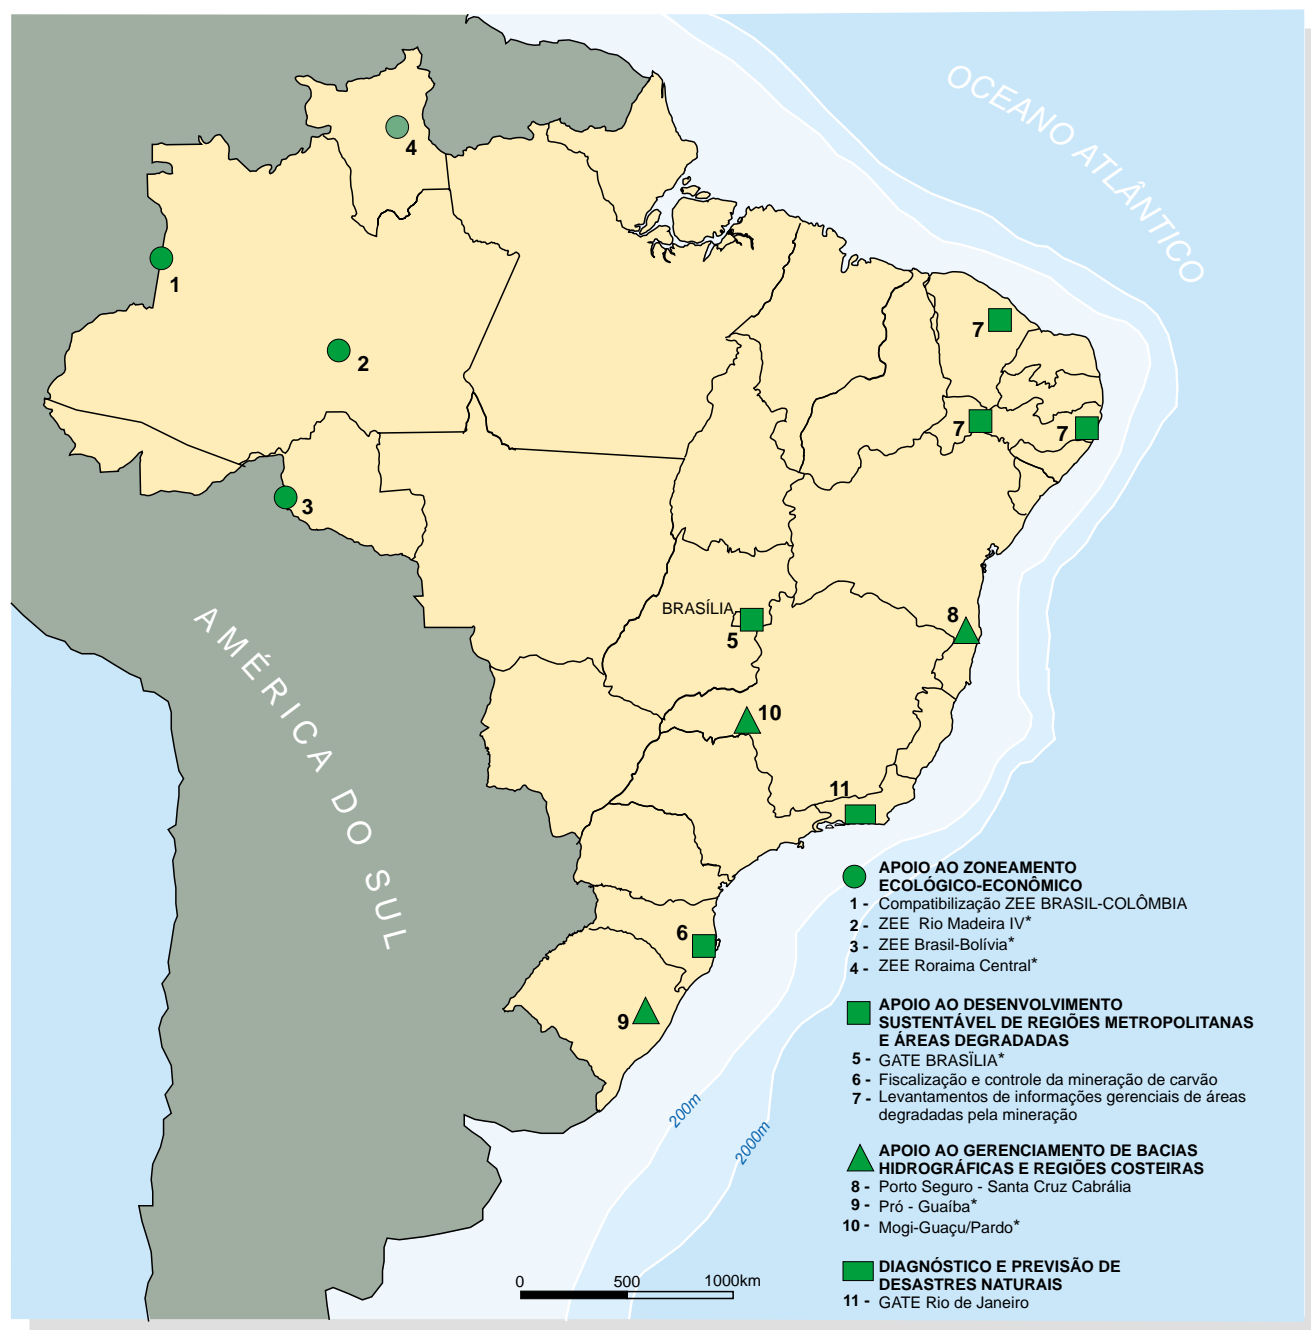 OCEANO ATLÂNTICO
4
1
2
7
7
7
3
BRASÍLIA
5
8
10
AMÉRICA DO SUL
11
6
9
200m
2000m
0 500 1000km
APOIO AO ZONEAMENTO
ECOLÓGICO-ECONÔMICO
1 - Compatibilização ZEE BRASIL-COLÔMBIA
2 - ZEE Rio Madeira IV*
3 - ZEE Brasil-Bolívia*
4 - ZEE Roraima Central*
APOIO AO DESENVOLVIMENTO
SUSTENTÁVEL DE REGIÕES METROPOLITANAS
E ÁREAS DEGRADADAS
5 - GATE BRASÏLIA*
6 - Fiscalização e controle da mineração de carvão
7 - Levantamentos de informações gerenciais de áreas
degradadas pela mineração
APOIO AO GERENCIAMENTO DE BACIAS
HIDROGRÁFICAS E REGIÕES COSTEIRAS
8 - Porto Seguro - Santa Cruz Cabrália
9 - Pró - Guaíba*
10 - Mogi-Guaçu/Pardo*
DIAGNÓSTICO E PREVISÃO DE
DESASTRES NATURAIS
11 - GATE Rio de Janeiro